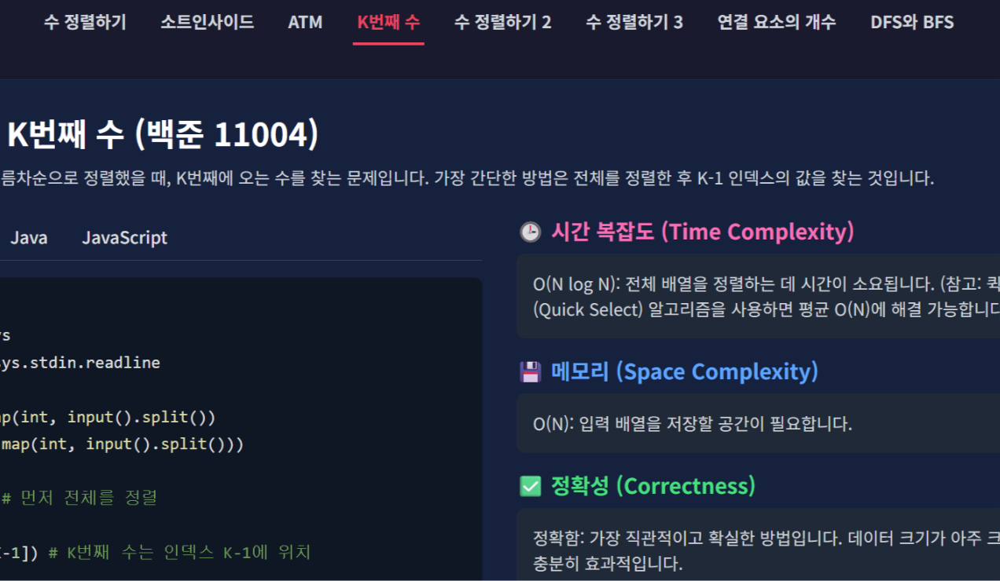 수 정렬하기 소트인사이드 ATM K번째 수 수 정렬하기 2 수 정렬하기 3 연결 요소의 개수 DFS와 BFS
K번째 수 (백준 11004)
름차순으로 정렬했을 때, K번째에 오는 수를 찾는 문제입니다. 가장 간단한 방법은 전체를 정렬한 후 K-1 인덱스의 값을 찾는 것입니다.
Java JavaScript
s
ys.stdin.readline
p(int, input().split())
map(int, input().split()))
# 먼저 전체를 정렬
-1]) # K번째 수는 인덱스 K-1에 위치
🕒 시간 복잡도 (Time Complexity)
O(N log N): 전체 배열을 정렬하는 데 시간이 소요됩니다. (참고: 퀵
(Quick Select) 알고리즘을 사용하면 평균 O(N)에 해결 가능합니다
💾 메모리 (Space Complexity)
O(N): 입력 배열을 저장할 공간이 필요합니다.
✅ 정확성 (Correctness)
정확함: 가장 직관적이고 확실한 방법입니다. 데이터 크기가 아주 크
충분히 효과적입니다.